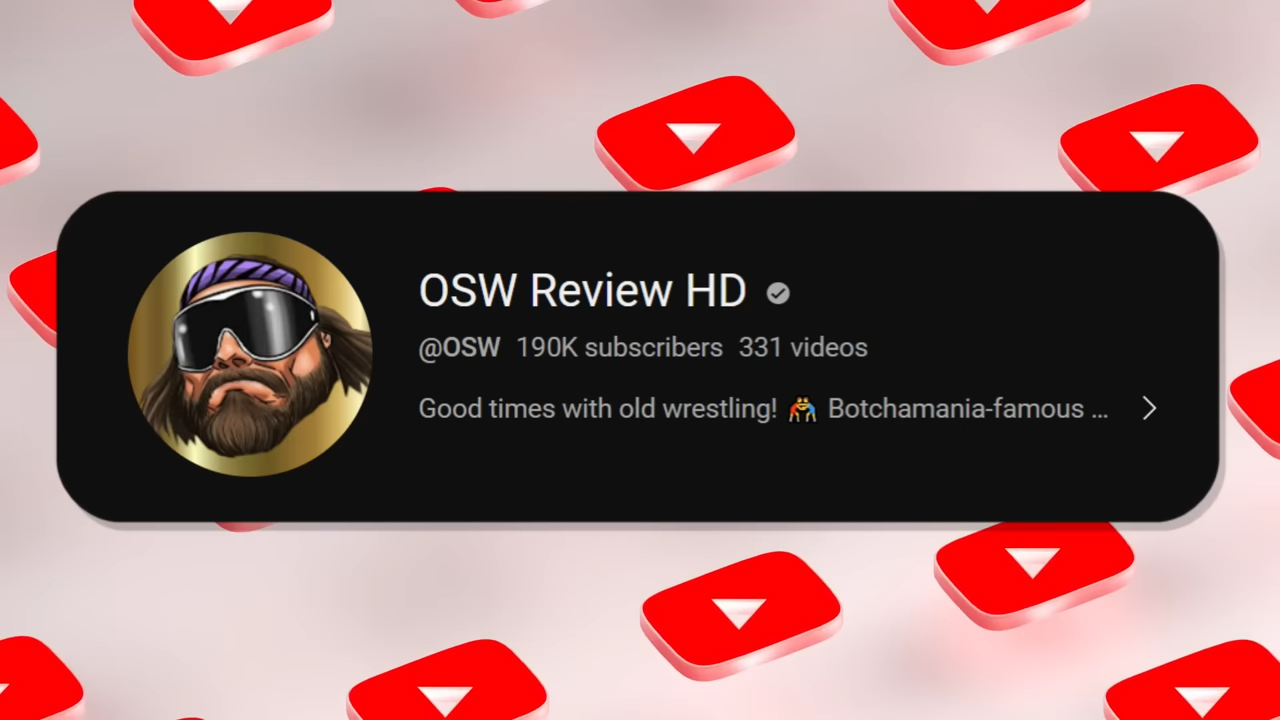 OSW Review HD
@OSW 190K subscribers 331 videos
Good times with old wrestling! 🤼 Botchamania-famous ...